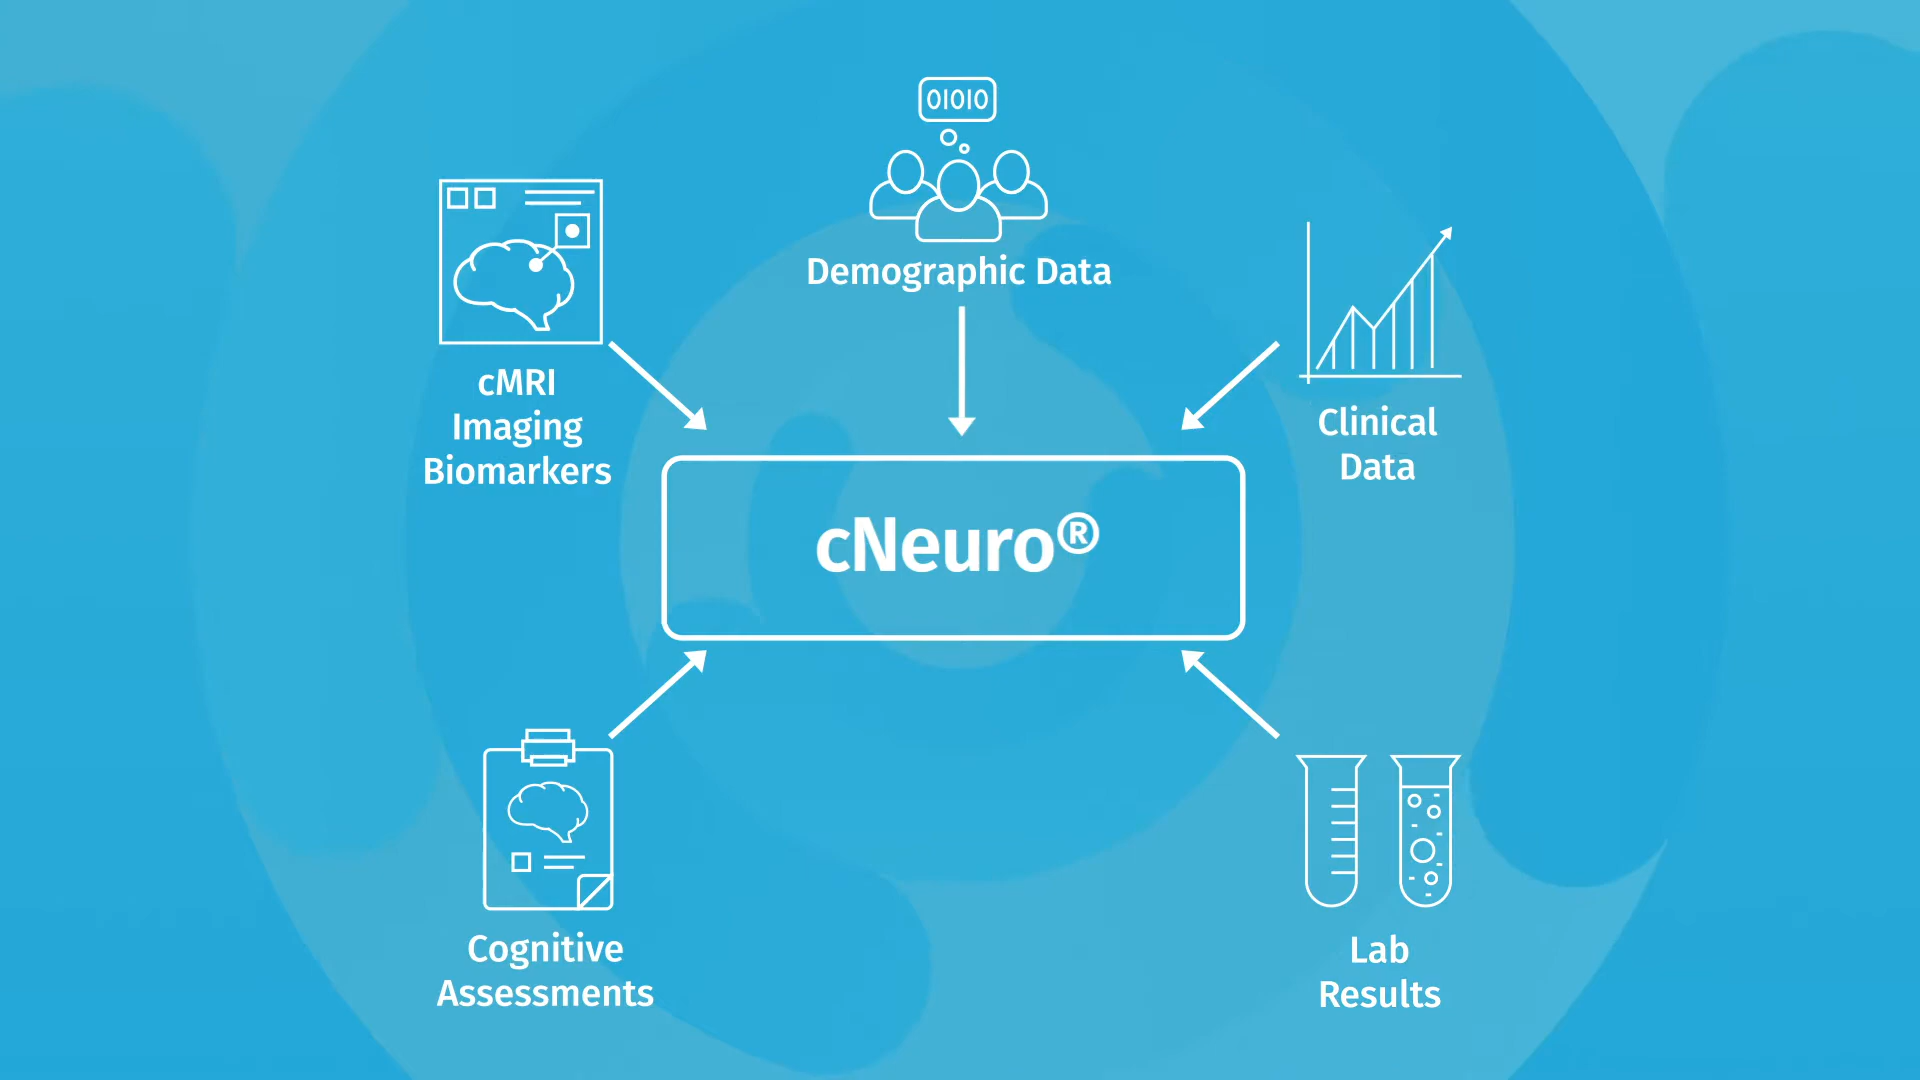 01010
Demographic Data
cMRI
Imaging
Biomarkers
Clinical
Data
cNeuro®
Cognitive
Assessments
Lab
Results